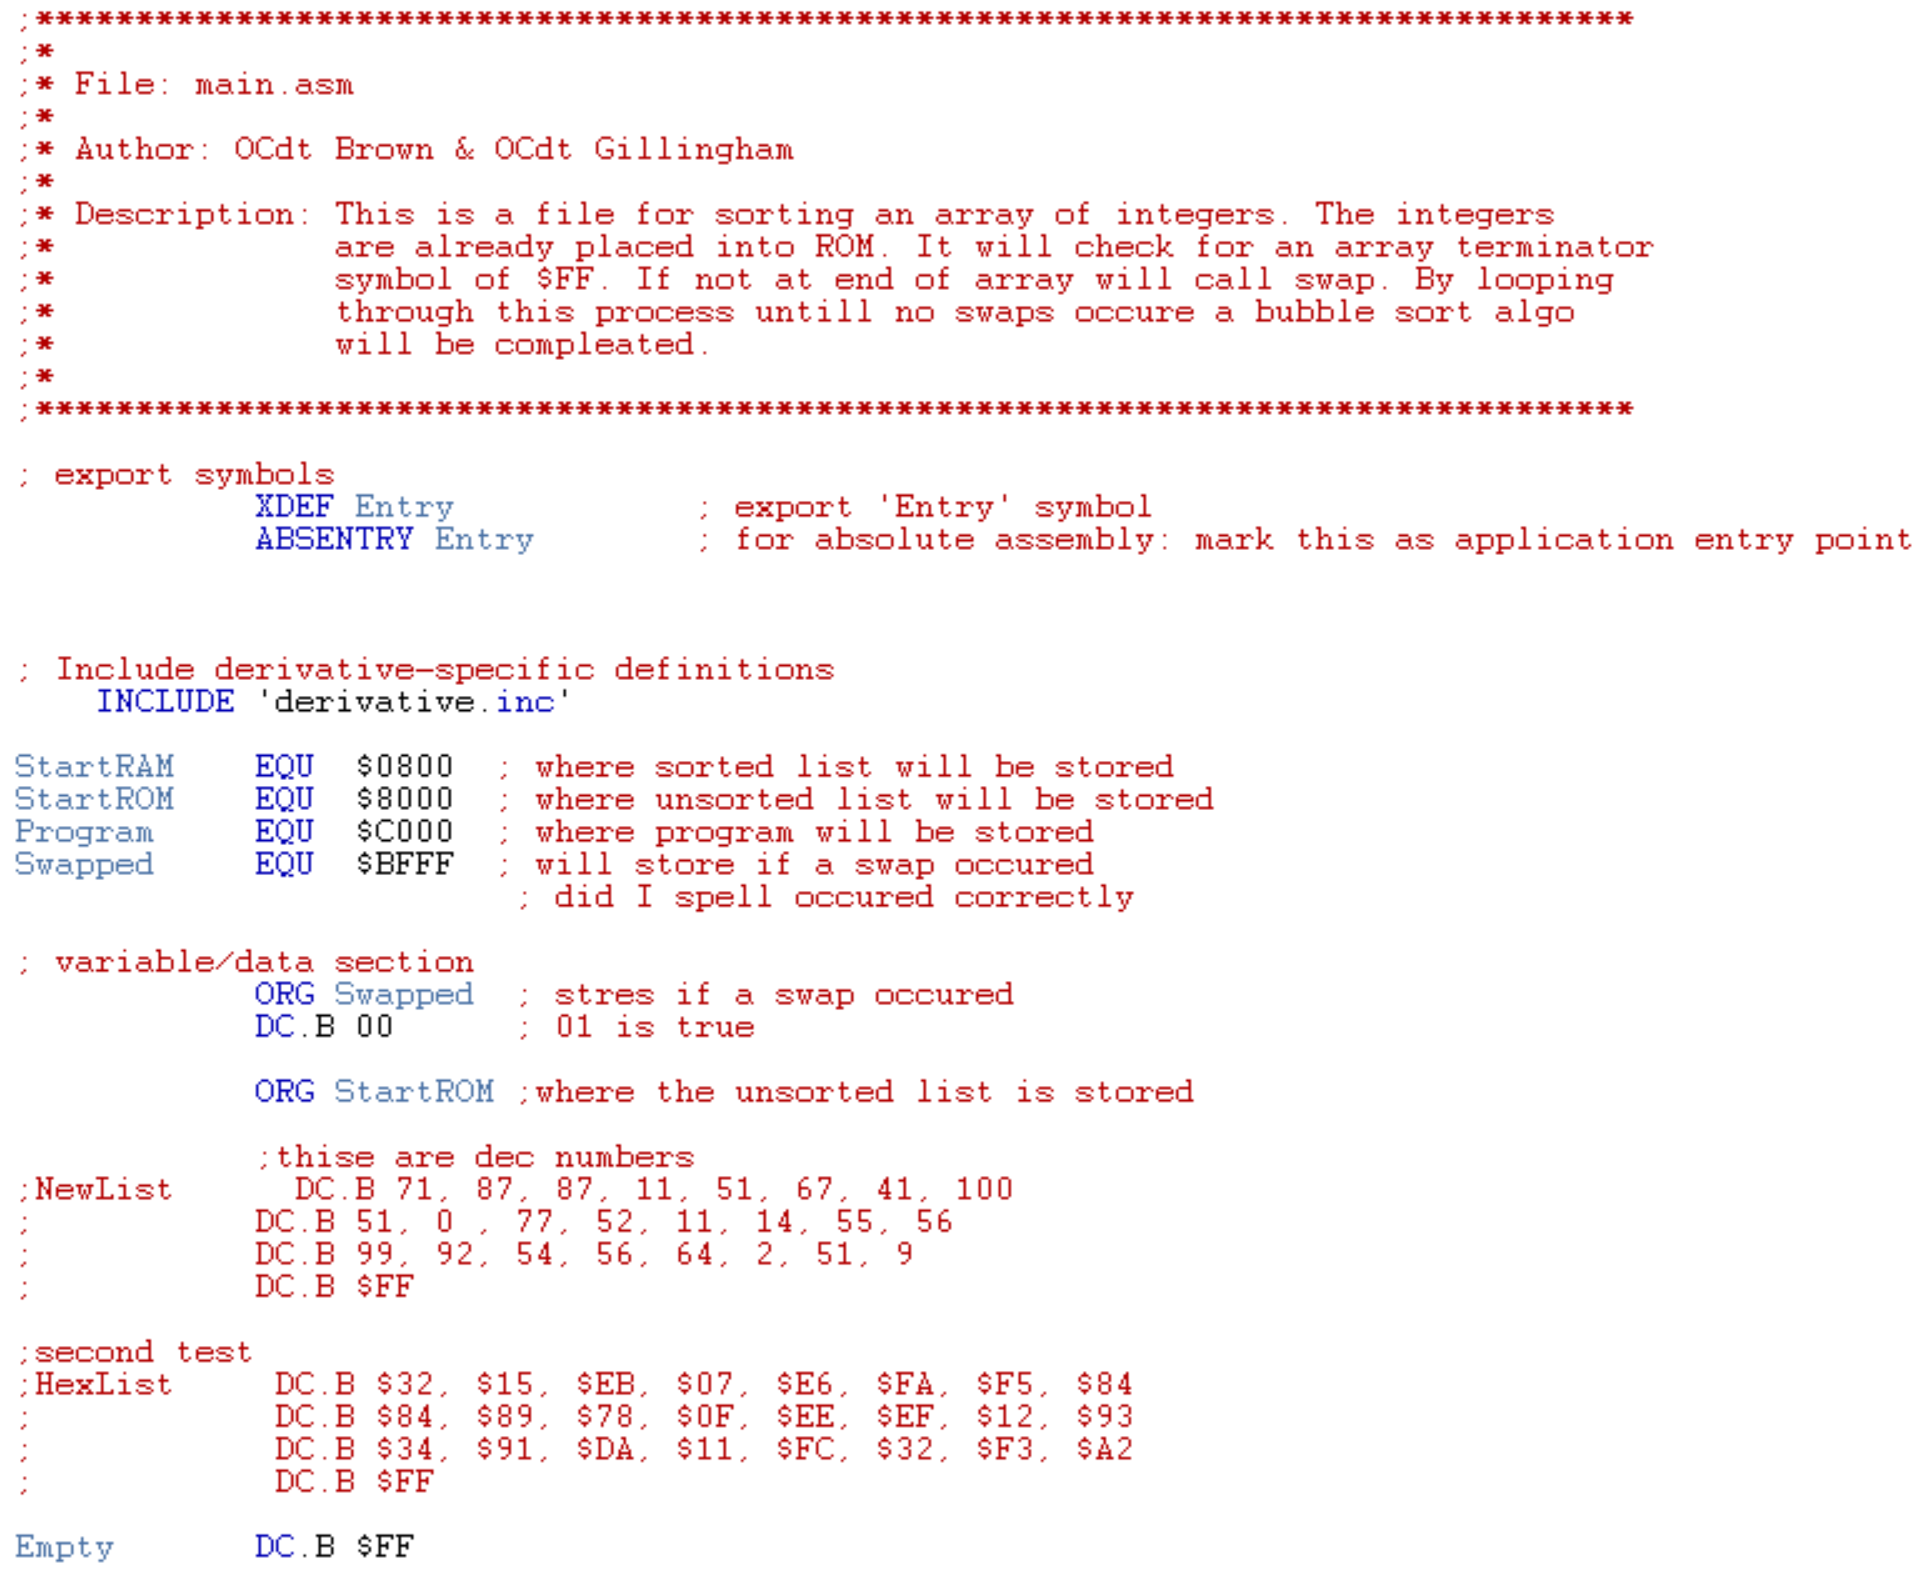 ;********************************************************************************
;*
;* File: main.asm
;*
;* Author: OCdt Brown & OCdt Gillingham
;*
;* Description: This is a file for sorting an array of integers. The integers
;*              are already placed into ROM. It will check for an array terminator
;*              symbol of $FF. If not at end of array will call swap. By looping
;*              through this process untill no swaps occure a bubble sort algo
;*              will be compleated.
;*
;********************************************************************************
; export symbols
            XDEF Entry            ; export 'Entry' symbol
            ABSENTRY Entry        ; for absolute assembly: mark this as application entry point
; Include derivative-specific definitions
    INCLUDE 'derivative.inc'
StartRAM    EQU  $0800  ; where sorted list will be stored
StartROM    EQU  $8000  ; where unsorted list will be stored
Program     EQU  $C000  ; where program will be stored
Swapped     EQU  $BFFF  ; will store if a swap occured
                         ; did I spell occured correctly
; variable/data section
            ORG Swapped  ; stres if a swap occured
            DC.B 00      ; 01 is true
            ORG StartROM ;where the unsorted list is stored
            ;thise are dec numbers
;NewList      DC.B 71, 87, 87, 11, 51, 67, 41, 100
;           DC.B 51, 0 , 77, 52, 11, 14, 55, 56
;           DC.B 99, 92, 54, 56, 64, 2, 51, 9
;           DC.B $FF
;second test
;HexList     DC.B $32, $15, $EB, $07, $E6, $FA, $F5, $84
;            DC.B $84, $89, $78, $0F, $EE, $EF, $12, $93
;            DC.B $34, $91, $DA, $11, $FC, $32, $F3, $A2
;            DC.B $FF
Empty       DC.B $FF